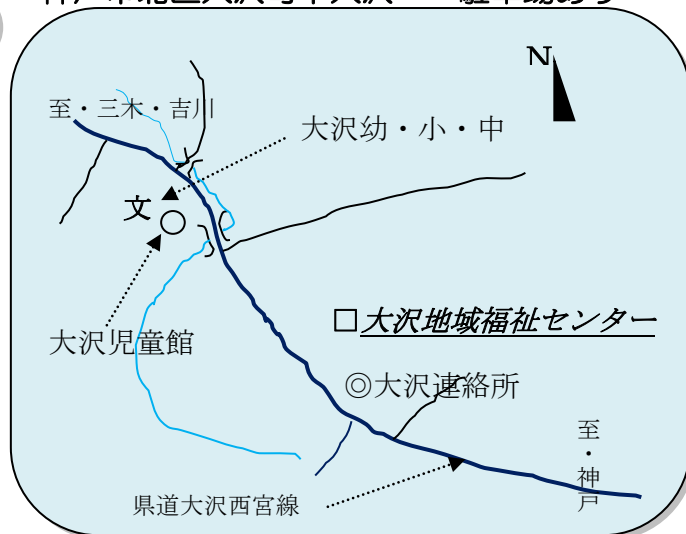 N
至・三木・吉川
大沢幼・小・中
文
□大沢地域福祉センター
大沢児童館
◎大沢連絡所
至・神戸
県道大沢西宮線